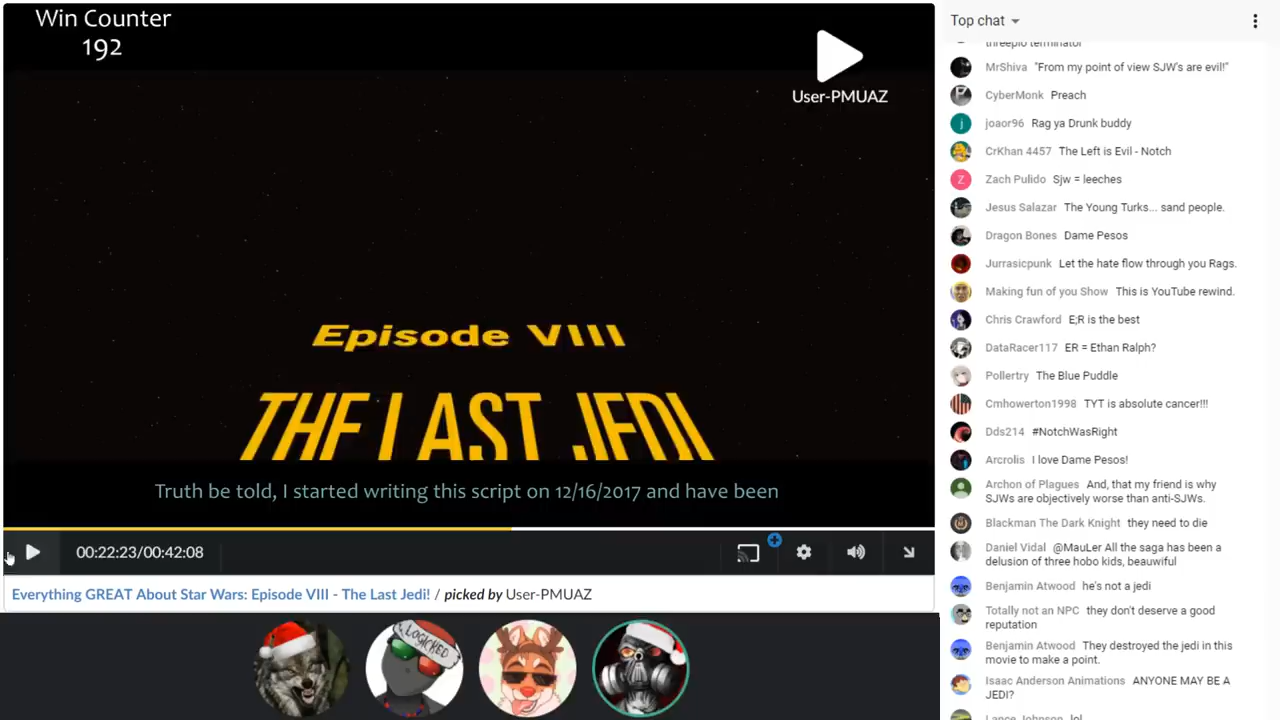 Win Counter
192
User-PMUAZ
Episode VIII
THE LAST JEDI
Truth be told, I started writing this script on 12/16/2017 and have been
00:22:23/00:42:08
Everything GREAT About Star Wars: Episode VIII - The Last Jedi! / picked by User-PMUAZ
LOGICKED
Top chat
threepio terminator
MrShiva "From my point of view SJW's are evil!"
CyberMonk Preach
joaor96 Rag ya Drunk buddy
CrKhan 4457 The Left is Evil - Notch
Zach Pulido Sjw = leeches
Jesus Salazar The Young Turks... sand people.
Dragon Bones Dame Pesos
Jurrasicpunk Let the hate flow through you Rags.
Making fun of you Show This is YouTube rewind.
Chris Crawford E;R is the best
DataRacer117 ER = Ethan Ralph?
Pollertry The Blue Puddle
Cmhowerton1998 TYT is absolute cancer!!!
Dds214 #NotchWasRight
Arcrolis I love Dame Pesos!
Archon of Plagues And, that my friend is why
SJWs are objectively worse than anti-SJWs.
Blackman The Dark Knight they need to die
Daniel Vidal @MauLer All the saga has been a
delusion of three hobo kids, beauwiful
Benjamin Atwood he's not a jedi
Totally not an NPC they don't deserve a good
reputation
Benjamin Atwood They destroyed the jedi in this
movie to make a point.
Isaac Anderson Animations ANYONE MAY BE A
JEDI?
Lance Johnson lol